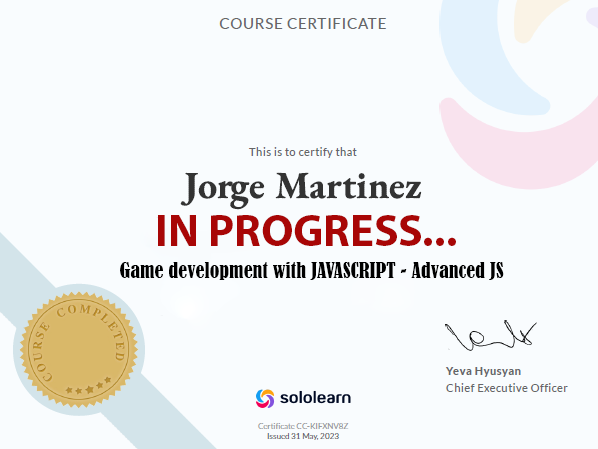 COURSE CERTIFICATE
This is to certify that
Jorge Martinez
IN PROGRESS...
Game development with JAVASCRIPT - Advanced JS
COURSE COMPLETED
Yeva Hyusyan
Chief Executive Officer
sololearn
Certificate CC-KIFXNV8Z
Issued 31 May, 2023